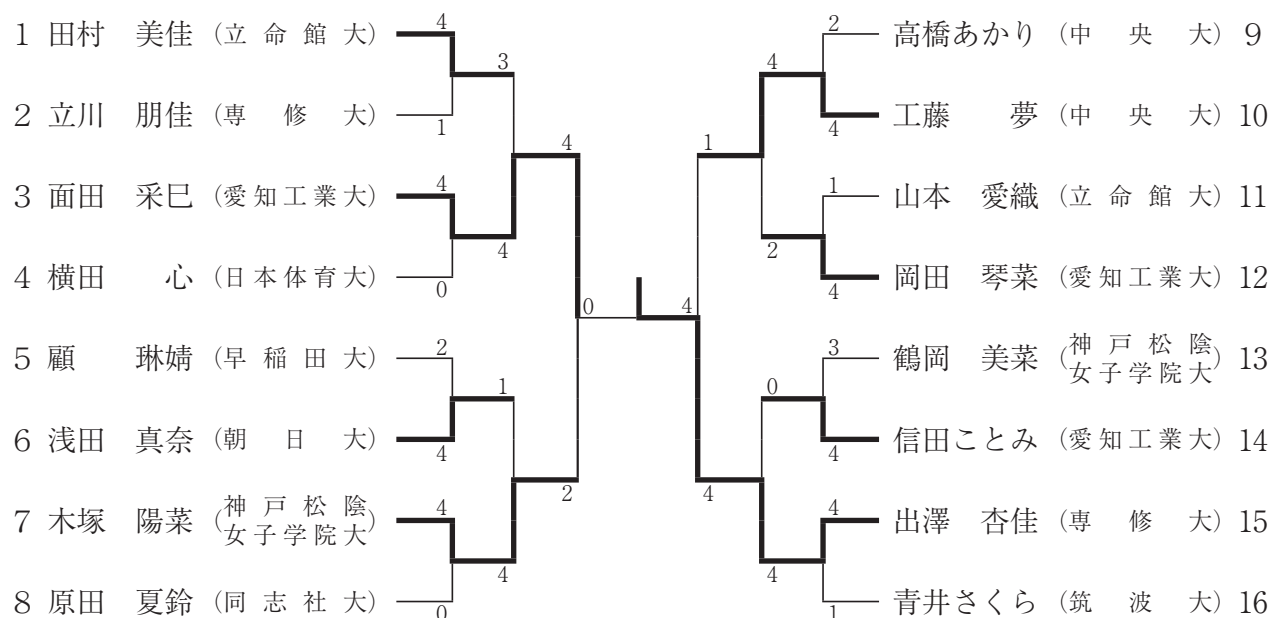 1 田村 美佳 (立命館大) 4
3
2 立川 朋佳 (専修大) 1
4
3 面田 采巳 (愛知工業大) 4
4
4 横田 心 (日本体育大) 0
0
5 顧 琳婧 (早稲田大) 2
1
6 浅田 真奈 (朝日大) 4
2
7 木塚 陽菜 (神戸松陰女子学院大) 4
4
8 原田 夏鈴 (同志社大) 0
2 高橋あかり (中央大) 9
4
4 工藤 夢 (中央大) 10
1
1 山本 愛織 (立命館大) 11
2
4 岡田 琴菜 (愛知工業大) 12
4
3 鶴岡 美菜 (神戸松陰女子学院大) 13
0
4 信田ことみ (愛知工業大) 14
4
4 出澤 杏佳 (専修大) 15
4
1 青井さくら (筑波大) 16